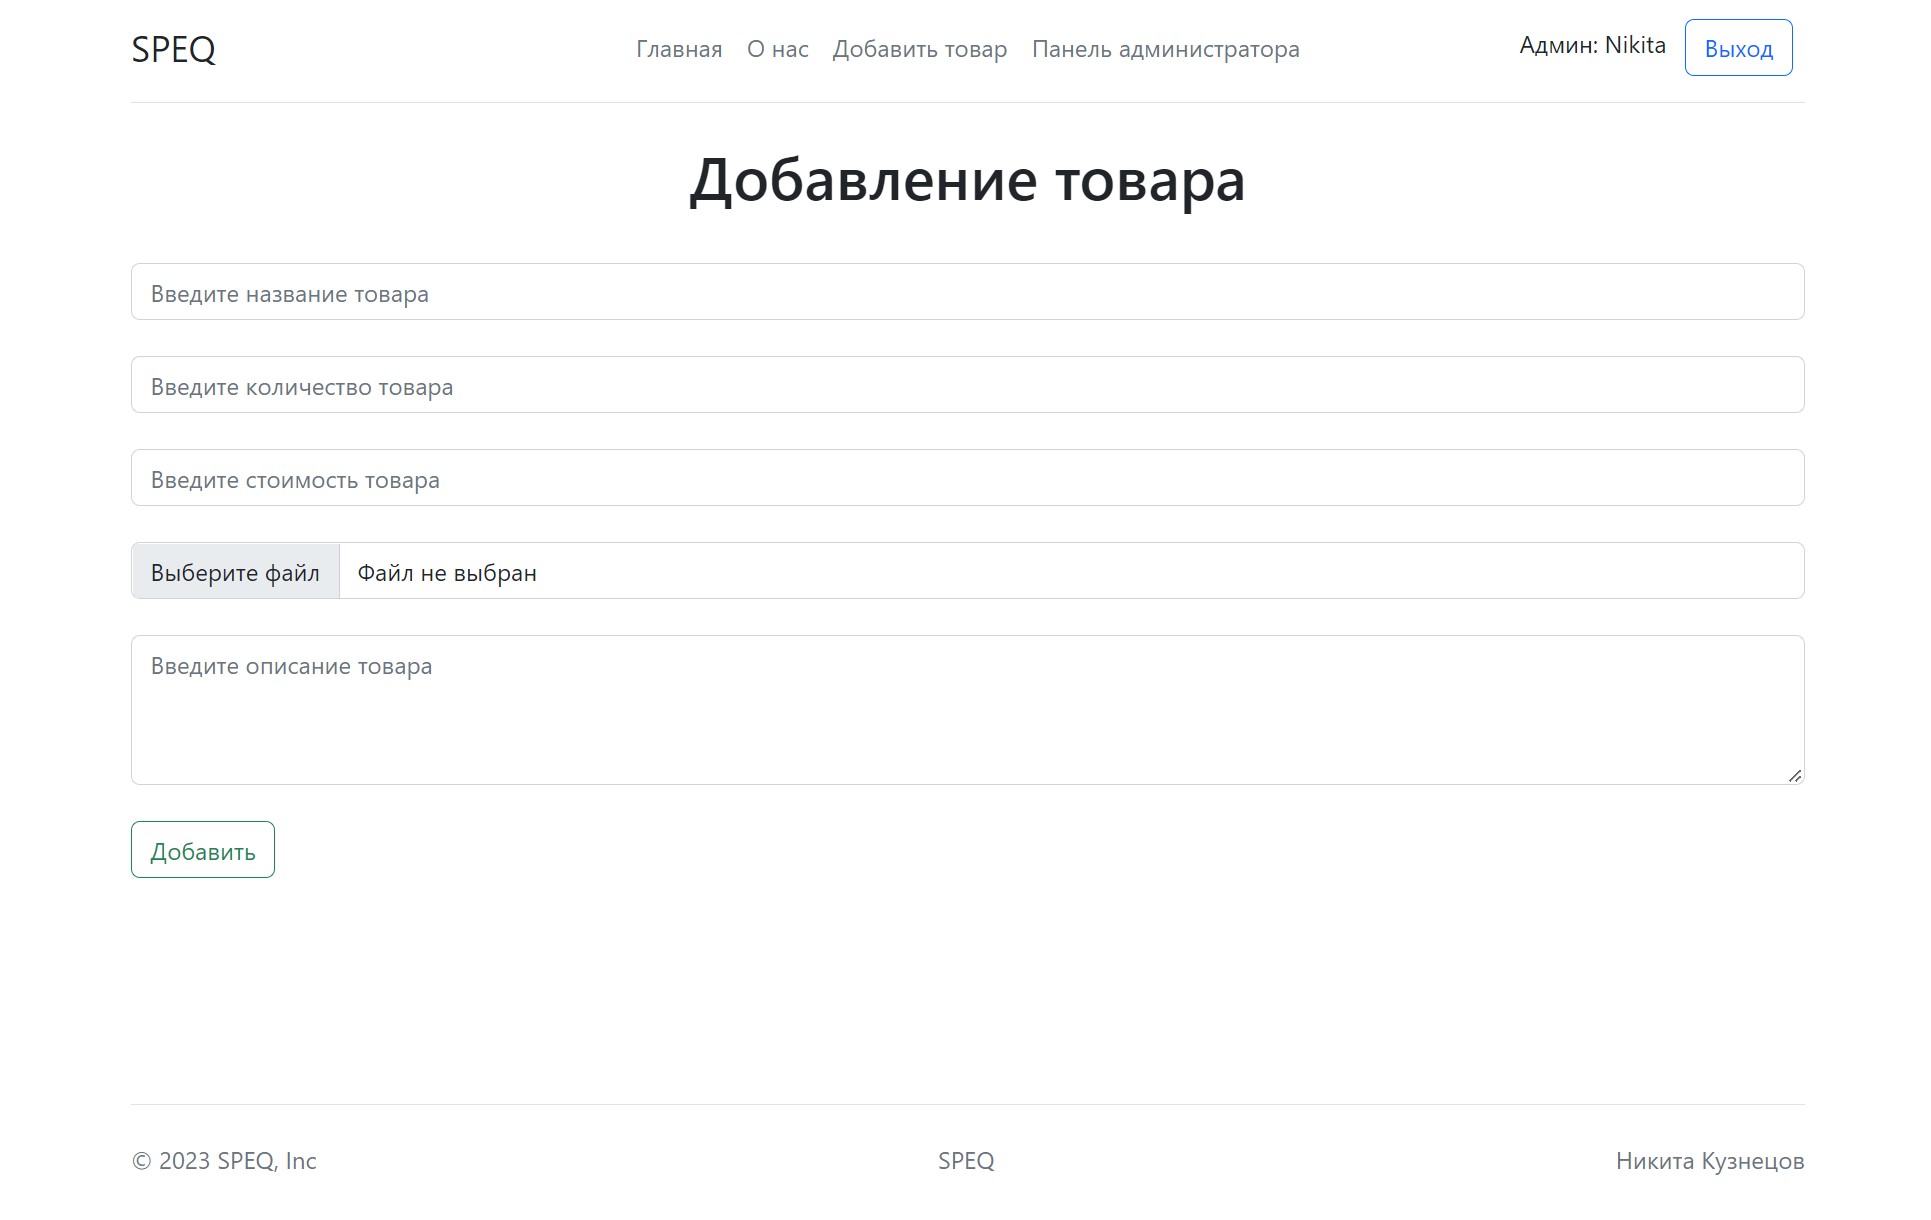 SPEQ
Главная О нас Добавить товар Панель администратора
Админ: Nikita Выход
Добавление товара
Введите название товара
Введите количество товара
Введите стоимость товара
Выберите файл Файл не выбран
Введите описание товара
Добавить
© 2023 SPEQ, Inc SPEQ Никита Кузнецов